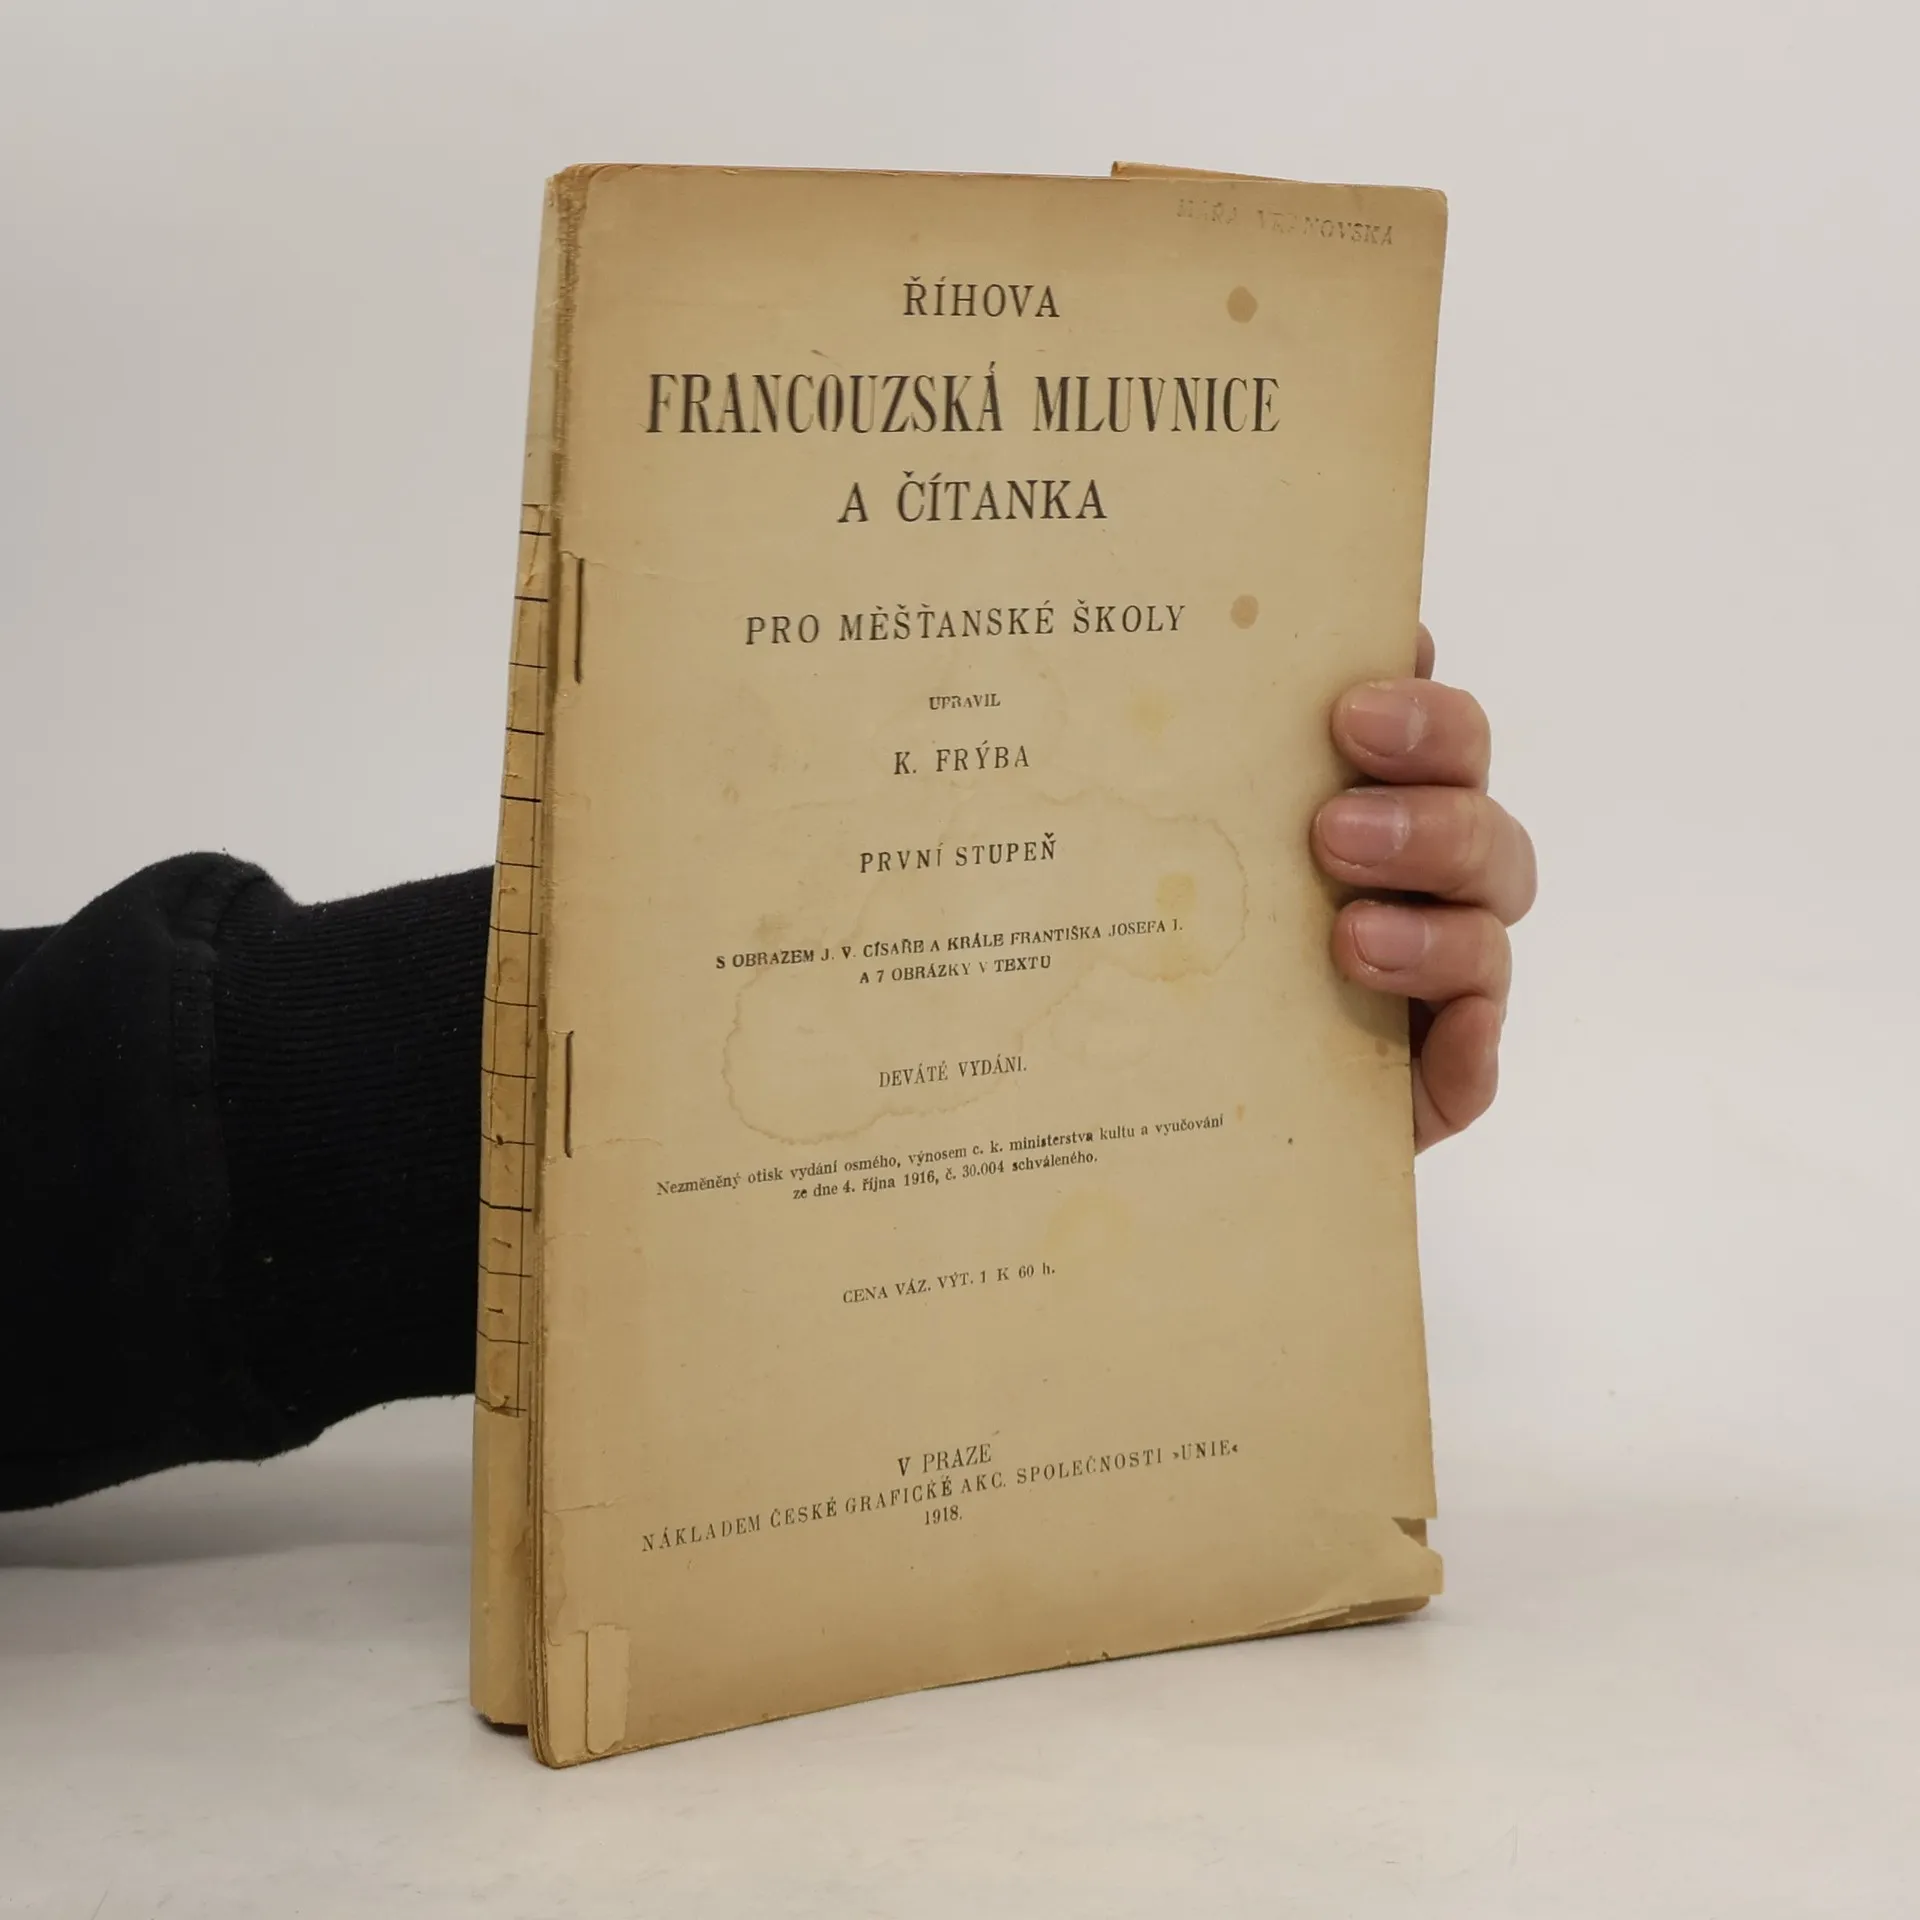 VRANOVSKÁ
ŘÍHOVA
FRANCOUZSKÁ MLUVNICE
A ČÍTANKA
PRO MĚŠŤANSKÉ ŠKOLY
UPRAVIL
K. FRÝBA
PRVNÍ STUPEŇ
S OBRAZEM J. V. CÍSAŘE A KRÁLE FRANTIŠKA JOSEFA I.
A 7 OBRÁZKY V TEXTU
DEVÁTÉ VYDÁNÍ.
Nezměněný otisk vydání osmého, výnosem c. k. ministerstva kultu a vyučování
ze dne 4. října 1916, č. 30.004 schváleného.
CENA VÁZ. VÝT. 1 K 60 h.
V PRAZE
NÁKLADEM ČESKÉ GRAFICKÉ AKC. SPOLEČNOSTI »UNIE«
1918.